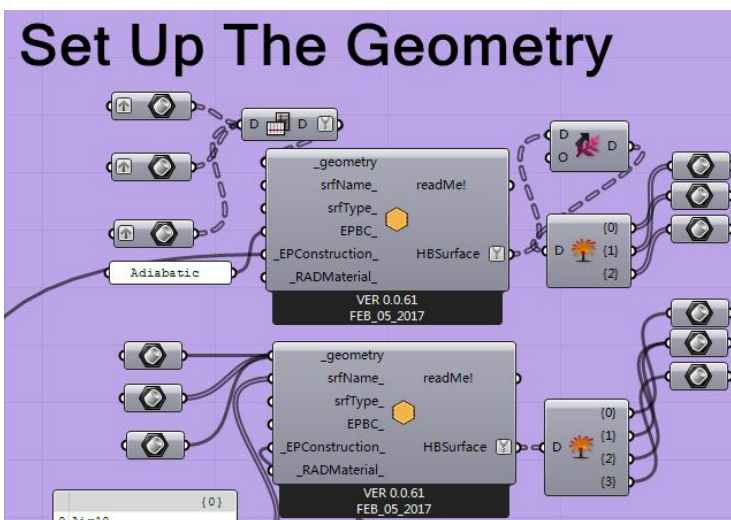 Set Up The Geometry
D D
_geometry
srfName_ readMe!
srfType_
EPBC_
_EPConstruction_ HBSurface
_RADMaterial_
VER 0.0.61
FEB_05_2017
Adiabatic
D D
O
{0}
D {1}
{2}
_geometry
srfName_ readMe!
srfType_
EPBC_
_EPConstruction_ HBSurface
_RADMaterial_
VER 0.0.61
FEB_05_2017
{0}
{1}
D {2}
{3}
{0}